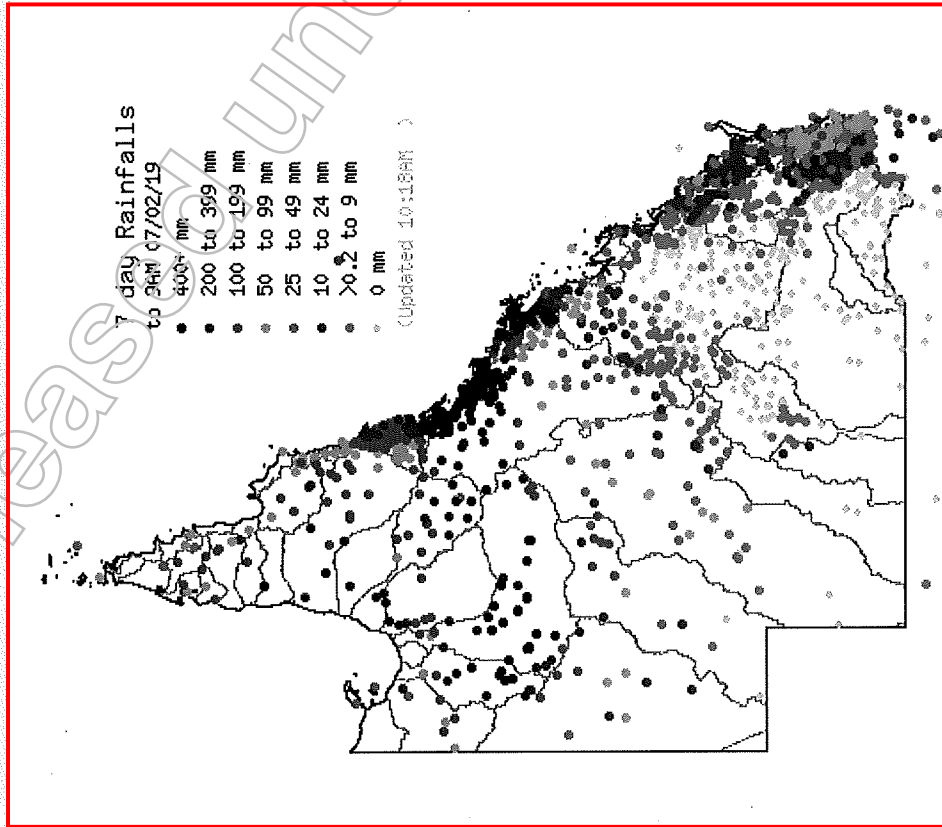 eased und
7 day Rainfalls
to 9AM 07/02/19
400+ mm
200 to 399 mm
100 to 199 mm
50 to 99 mm
25 to 49 mm
10 to 24 mm
>0.2 to 9 mm
0 mm
(Updated 10:18AM )